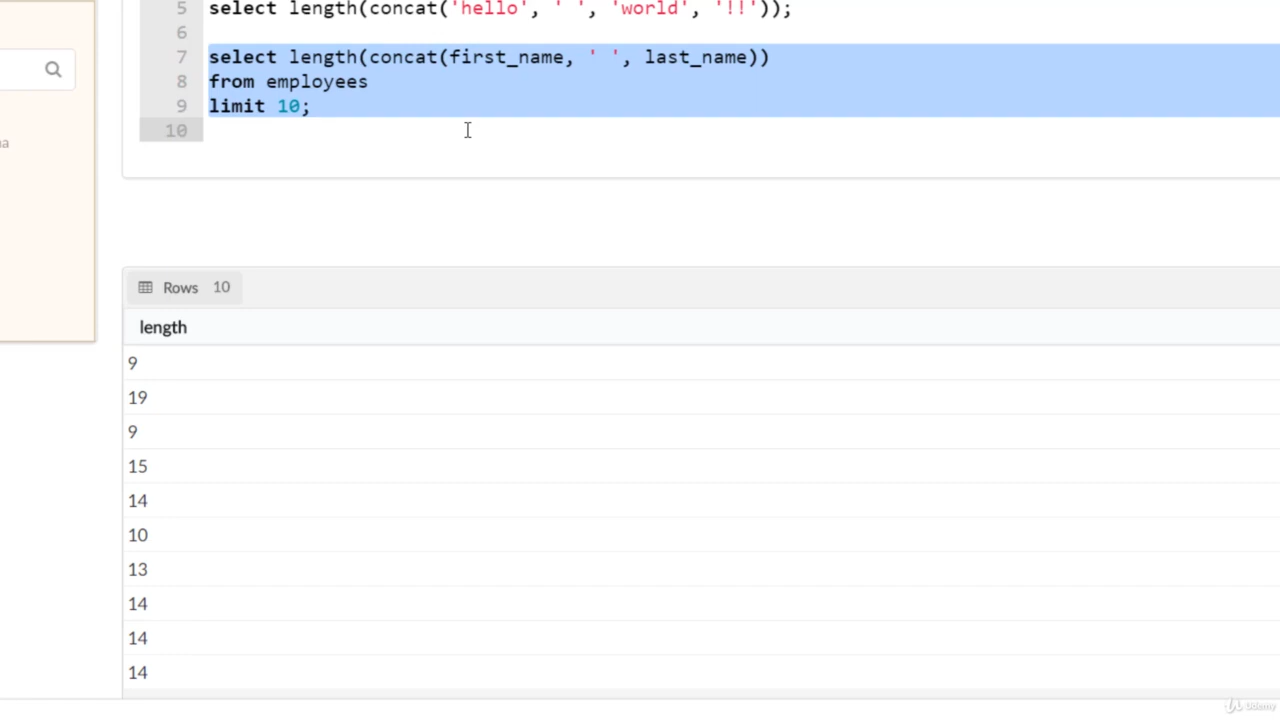 5 select length(concat('hello', ' ', 'world', '!!'));
6
7 select length(concat(first_name, ' ', last_name))
8 from employees
9 limit 10;
10
a
Rows 10
length
9
19
9
15
14
10
13
14
14
14
Udemy